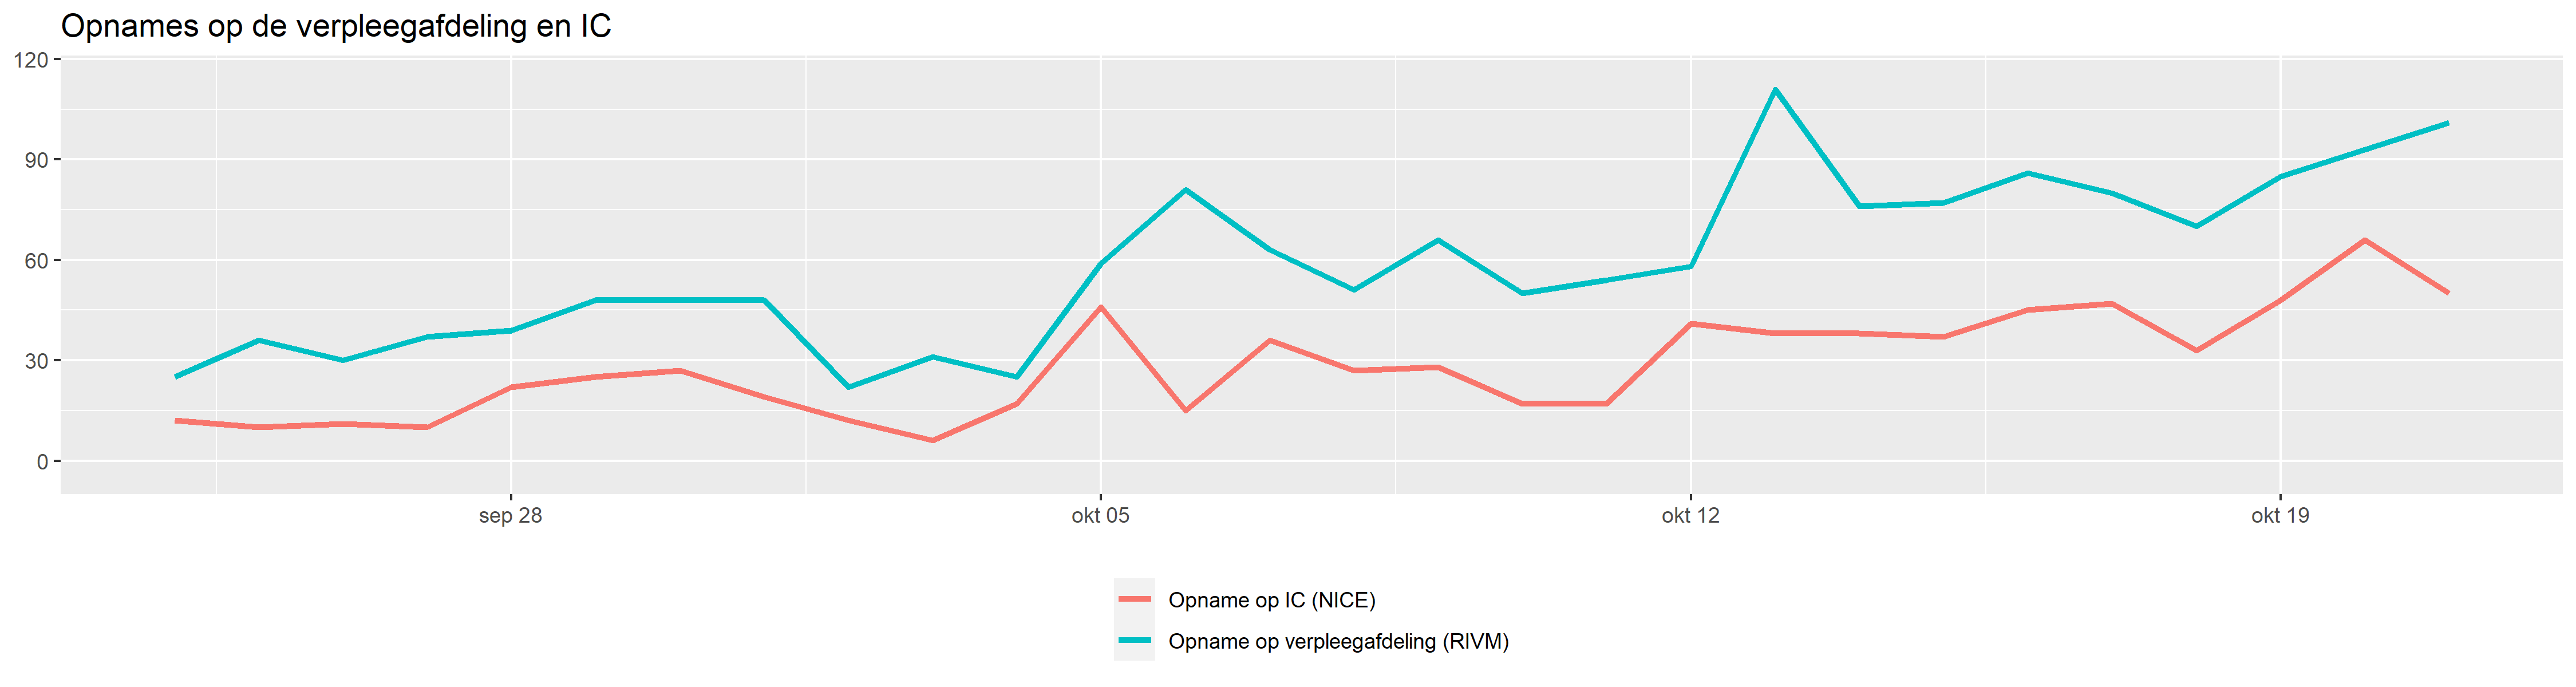 Opnames op de verpleegafdeling en IC
120
90
60
30
0
sep 28 okt 05 okt 12 okt 19
Opname op IC (NICE)
Opname op verpleegafdeling (RIVM)